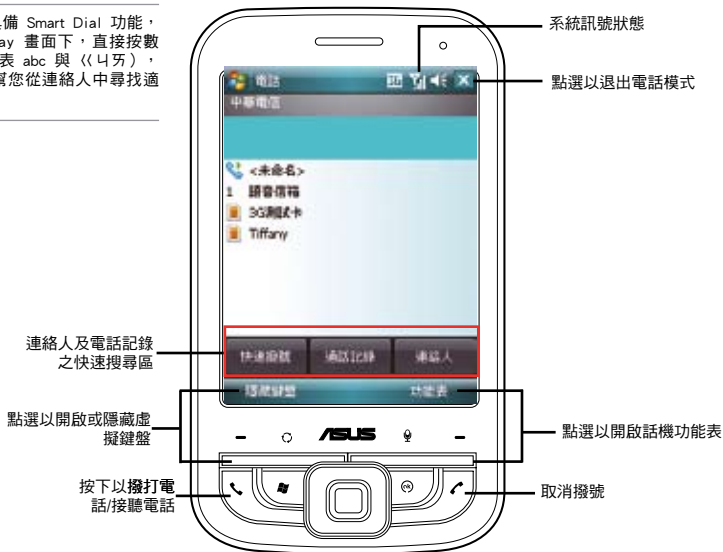 備 Smart Dial 功能，
ay 畫面下，直接按數
表 abc 與 ㄍㄐㄞ），
幫您從連絡人中尋找適
系統訊號狀態
點選以退出電話模式
電話
3G
中華電信
<未命名>
1 語音信箱
3G測試卡
Tiffany
連絡人及電話記錄
之快速搜尋區
快速撥號 通話記錄 連絡人
隱藏鍵盤 功能表
點選以開啟或隱藏虛
擬鍵盤
點選以開啟話機功能表
ASUS
ok
按下以撥打電
話/接聽電話
取消撥號